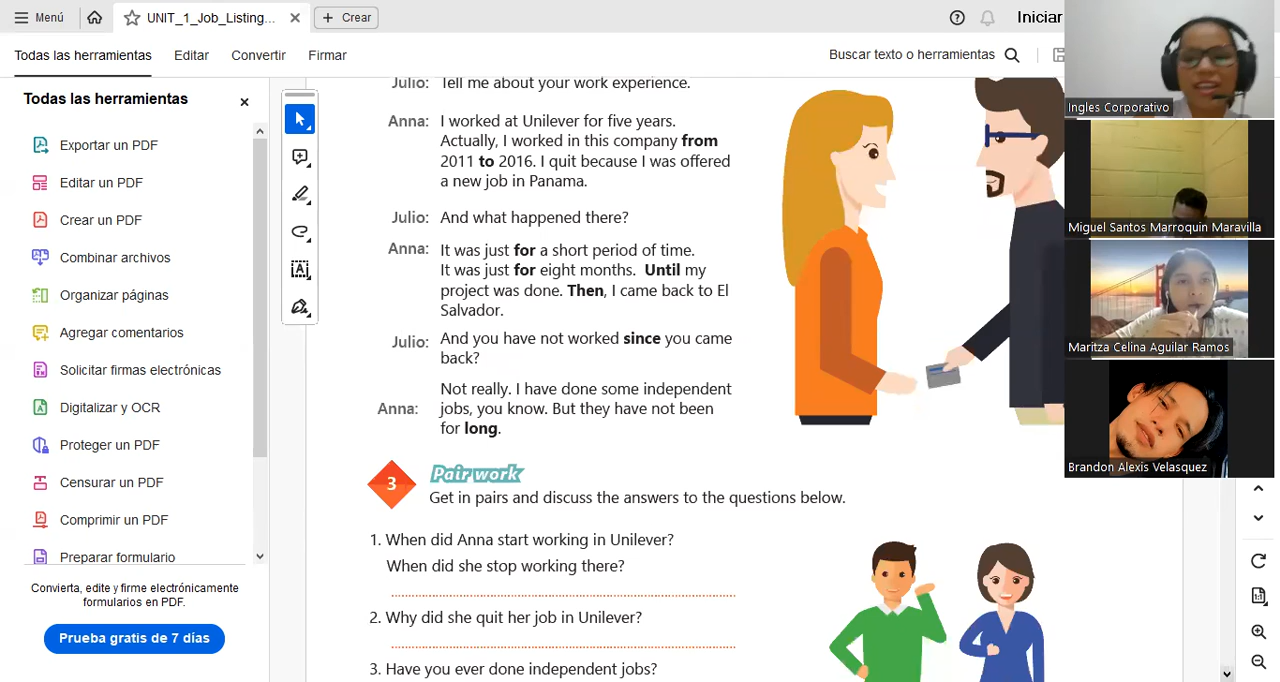 Menú
UNIT_1_Job_Listing...
Crear
Iniciar
Todas las herramientas
Editar
Convertir
Firmar
Buscar texto o herramientas
Todas las herramientas
Exportar un PDF
Editar un PDF
Crear un PDF
Combinar archivos
Organizar páginas
Agregar comentarios
Solicitar firmas electrónicas
Digitalizar y OCR
Proteger un PDF
Censurar un PDF
Comprimir un PDF
Preparar formulario
Convierta, edite y firme electrónicamente
formularios en PDF.
Prueba gratis de 7 días
Julio: Tell me about your work experience.
Anna: I worked at Unilever for five years.
Actually, I worked in this company from
2011 to 2016. I quit because I was offered
a new job in Panama.
Julio: And what happened there?
Anna: It was just for a short period of time.
It was just for eight months. Until my
project was done. Then, I came back to El
Salvador.
Julio: And you have not worked since you came
back?
Anna: Not really. I have done some independent
jobs, you know. But they have not been
for long.
3 Pair work
Get in pairs and discuss the answers to the questions below.
1. When did Anna start working in Unilever?
When did she stop working there?
2. Why did she quit her job in Unilever?
3. Have you ever done independent jobs?
Ingles Corporativo
Miguel Santos Marroquin Maravilla
Maritza Celina Aguilar Ramos
Brandon Alexis Velasquez
1:1